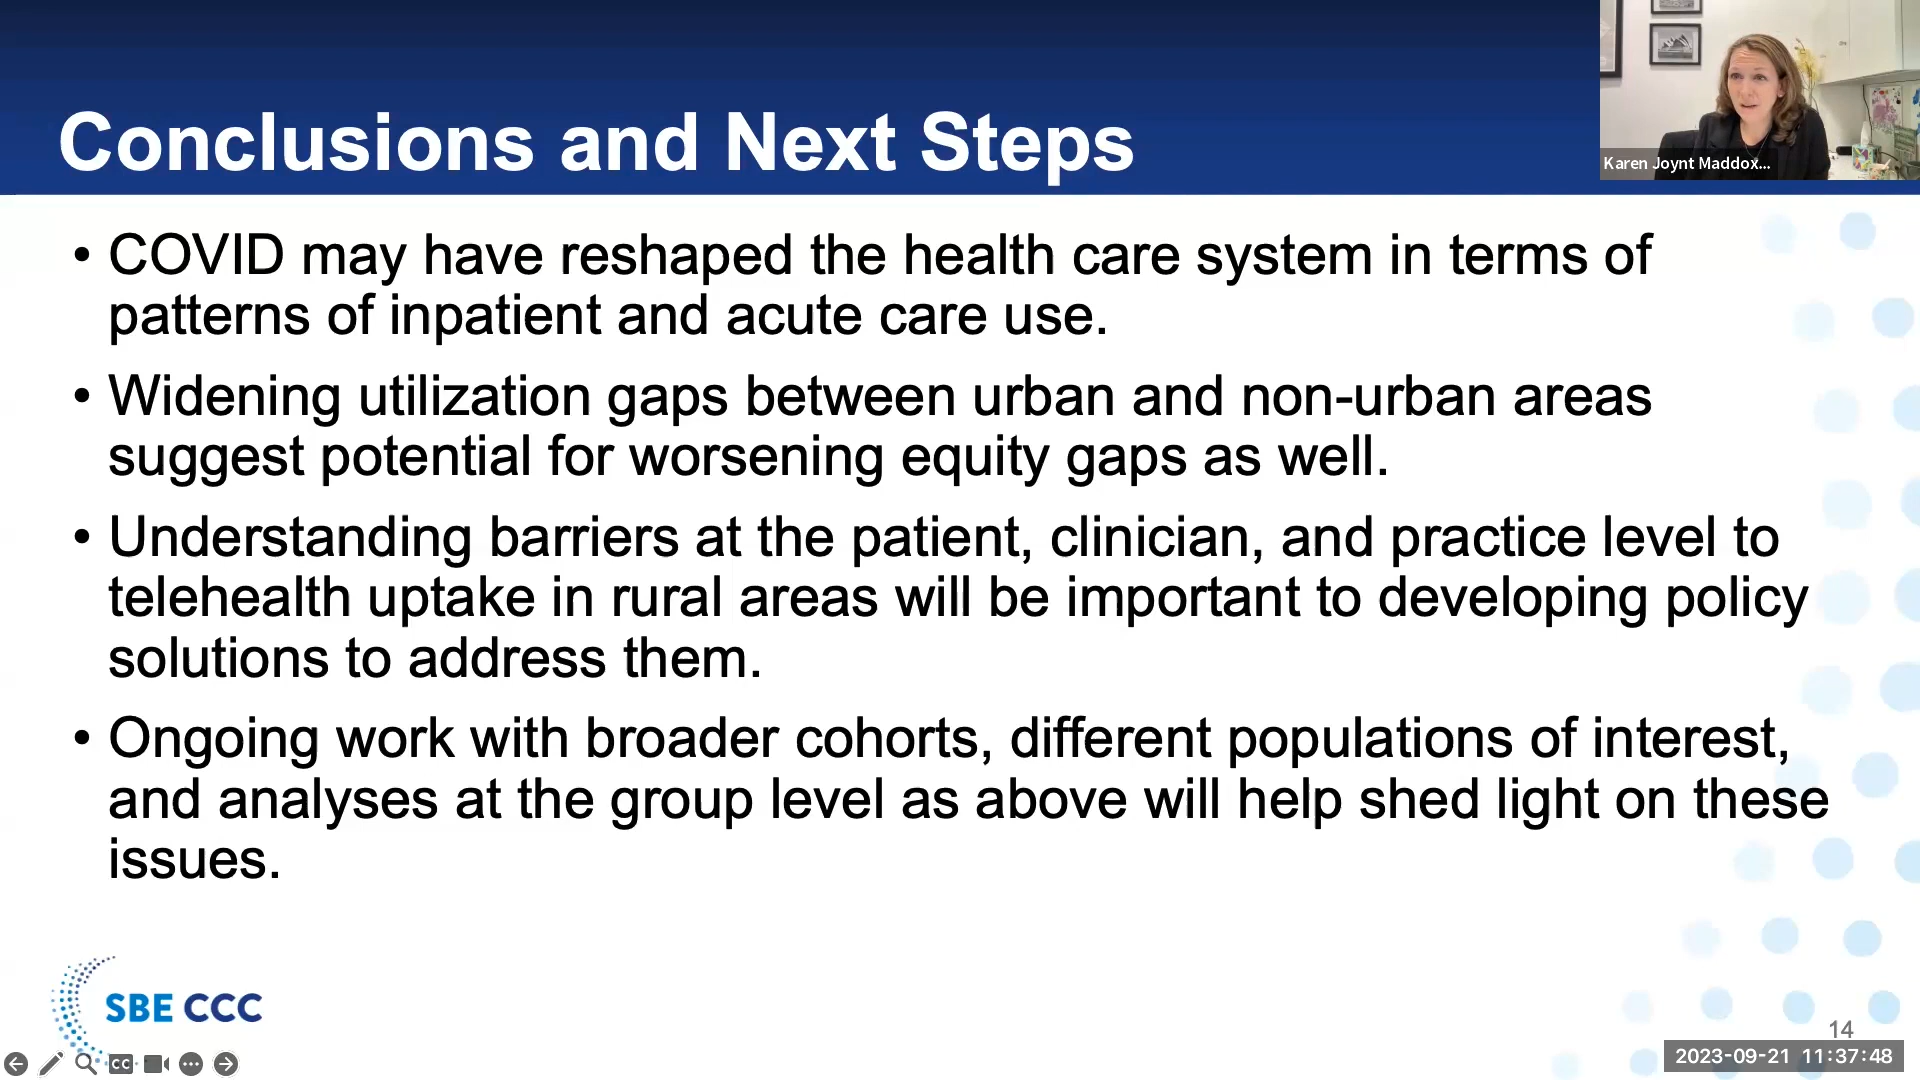 Conclusions and Next Steps
Karen Joynt Maddox...
• COVID may have reshaped the health care system in terms of
patterns of inpatient and acute care use.
• Widening utilization gaps between urban and non-urban areas
suggest potential for worsening equity gaps as well.
• Understanding barriers at the patient, clinician, and practice level to
telehealth uptake in rural areas will be important to developing policy
solutions to address them.
• Ongoing work with broader cohorts, different populations of interest,
and analyses at the group level as above will help shed light on these
issues.
SBE CCC
14
CC
2023-09-21 11:37:48